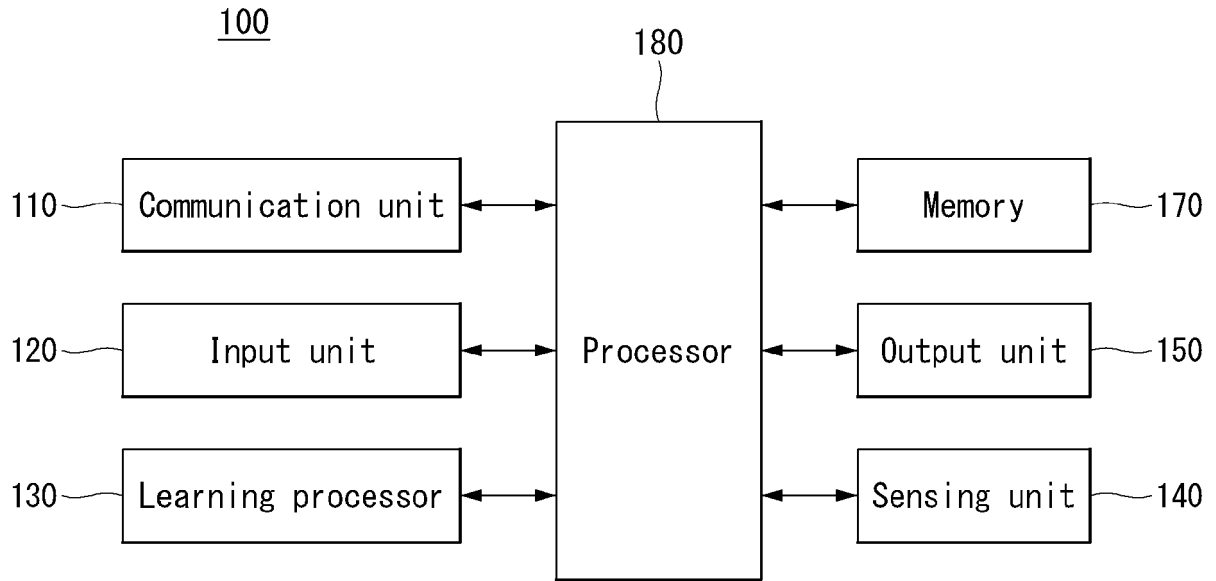 100
180
110 Communication unit
Memory 170
120 Input unit
Processor
Output unit 150
130 Learning processor
Sensing unit 140